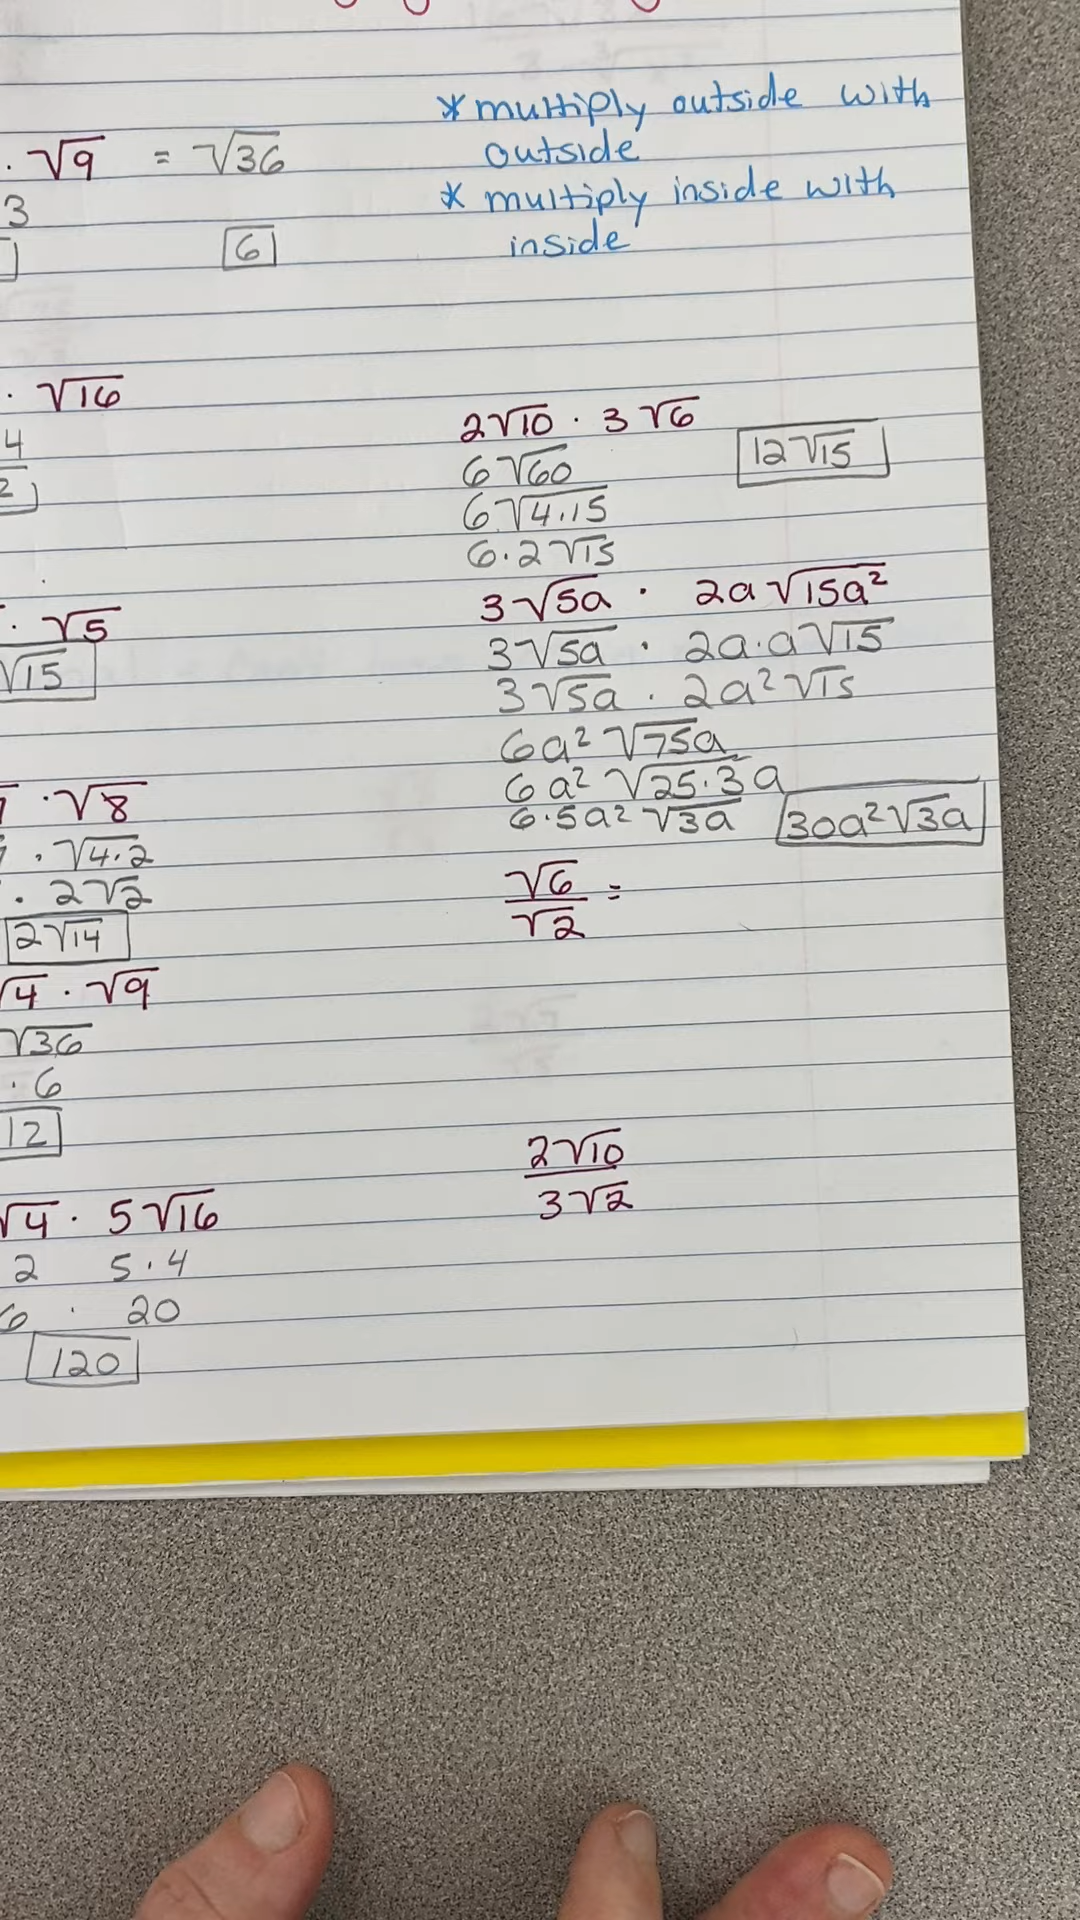 * multiply outside with
outside
* multiply inside with
inside
· √9 = √36
3
6
· √16
4
2
· √5
√15
· √8
· √4·2
· 2√2
2√14
√4 · √9
√36
· 6
12
√4 · 5√16
2 5·4
6 · 20
120
2√10 · 3√6
6√60
12√15
6√4·15
6·2√15
3√5a · 2a√15a²
3√5a · 2a·a√15
3√5a · 2a²√15
6a²√75a
6a²√25·3a
6·5a²√3a
30a²√3a
√6
=
√2
2√10
3√2